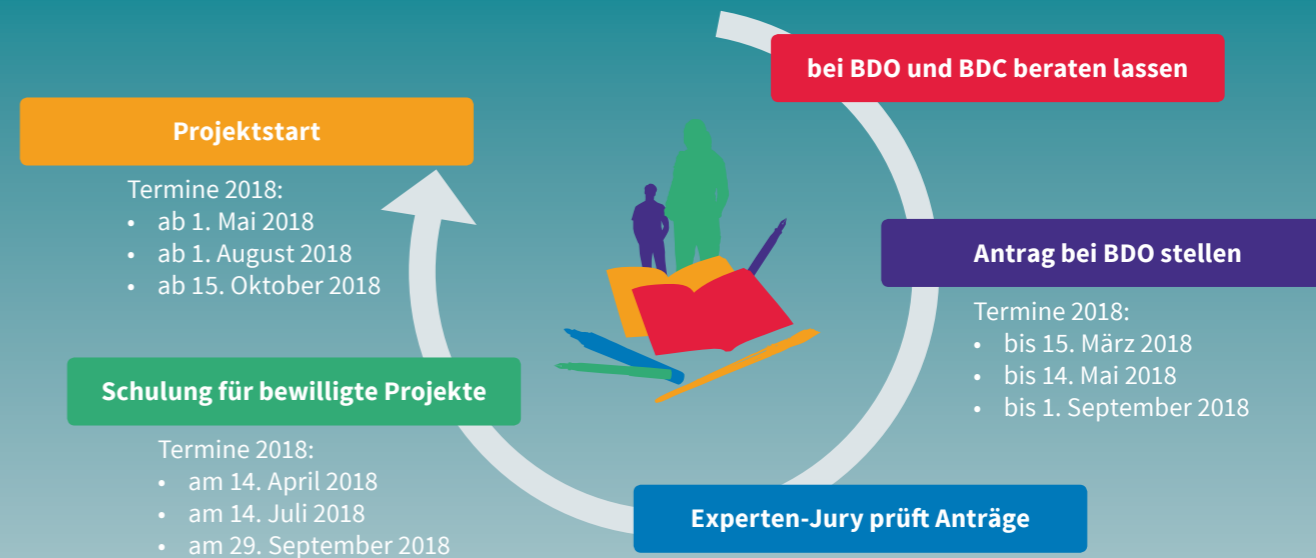 bei BDO und BDC beraten lassen
Antrag bei BDO stellen
Termine 2018:
• bis 15. März 2018
• bis 14. Mai 2018
• bis 1. September 2018
Experten-Jury prüft Anträge
Schulung für bewilligte Projekte
Termine 2018:
• am 14. April 2018
• am 14. Juli 2018
• am 29. September 2018
Projektstart
Termine 2018:
• ab 1. Mai 2018
• ab 1. August 2018
• ab 15. Oktober 2018